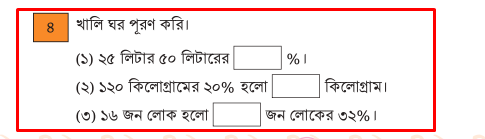 ৪ খালি ঘর পূরণ করি।
(১) ২৫ লিটার ৫০ লিটারের %।
(২) ১২০ কিলোগ্রামের ২০% হলো কিলোগ্রাম।
(৩) ১৬ জন লোক হলো জন লোকের ৩২%।